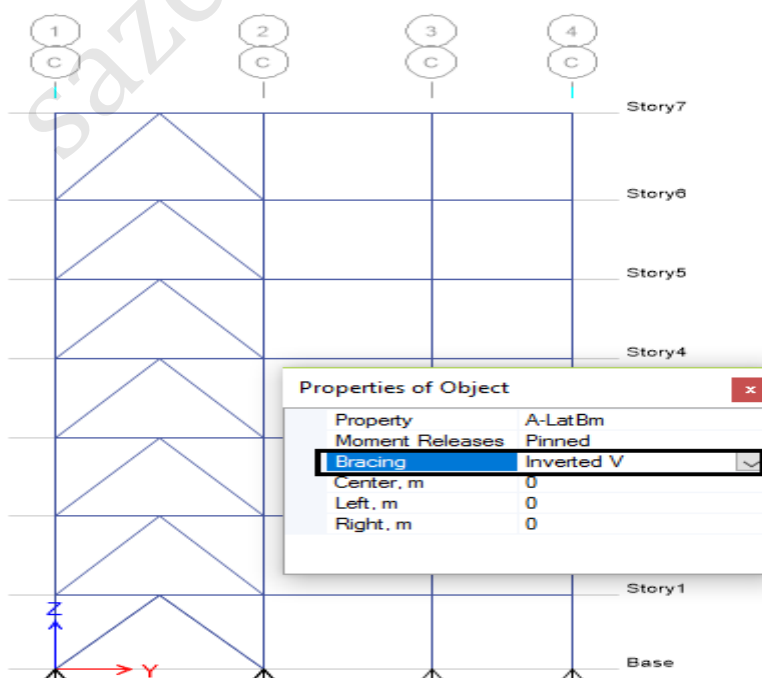 1 2 3 4
C C C C
saze
Story7
Story6
Story5
Story4
Properties of Object x
Property A-LatBm
Moment Releases Pinned
Bracing Inverted V
Center, m 0
Left, m 0
Right, m 0
Story1
Z
Y
Base